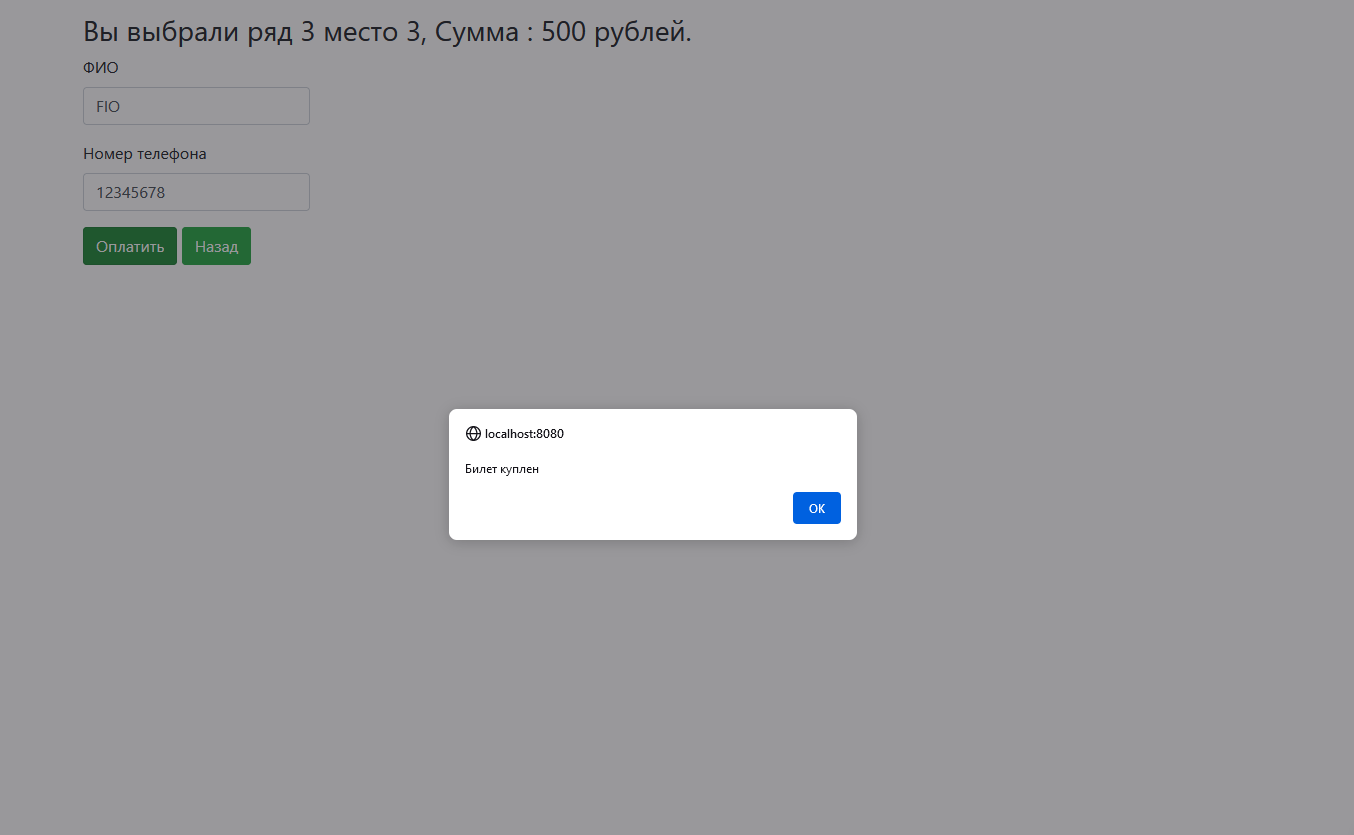 Вы выбрали ряд 3 место 3, Сумма : 500 рублей.
ФИО
FIO
Номер телефона
12345678
Оплатить Назад
localhost:8080
Билет куплен
OK